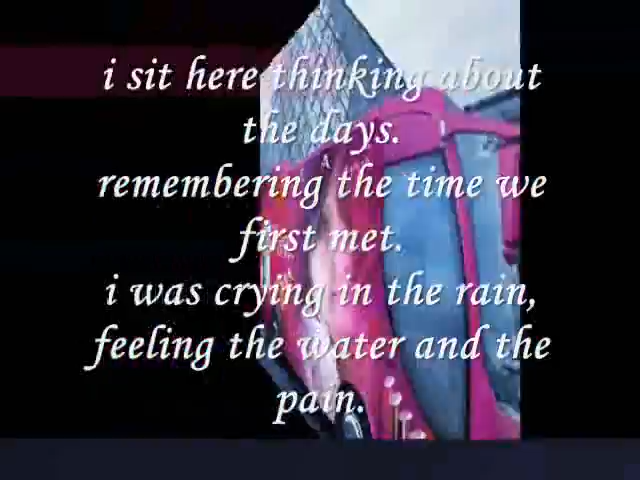 i sit here thinking about
the days.
remembering the time we
first met.
i was crying in the rain,
feeling the water and the
pain.